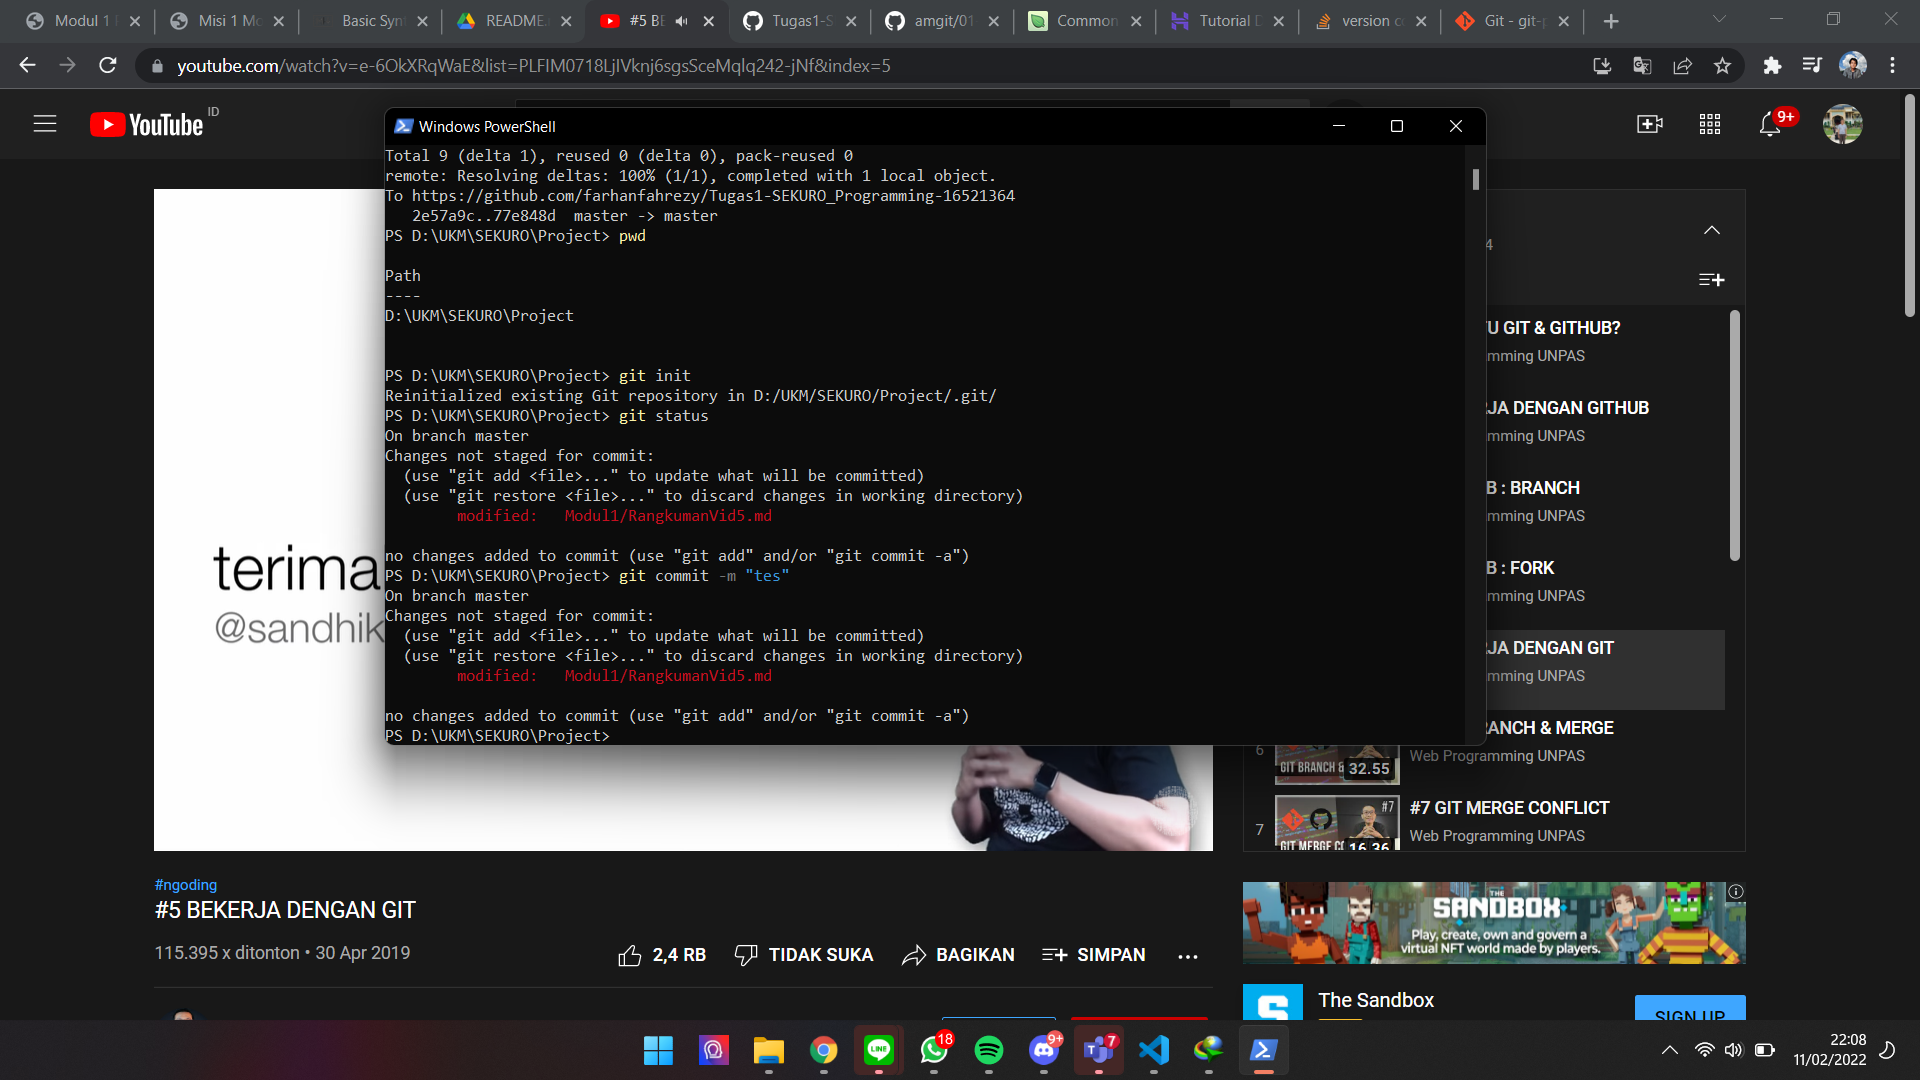 Modul 1
Misi 1 Mo
Basic Syn
README.
#5 BE
Tugas1-S
amgit/01
Common
Tutorial D
version co
Git - git-
youtube.com/watch?v=e-6OkXRqWaE&list=PLFIM0718LjIVknj6sgsSceMqlq242-jNf&index=5
YouTube ID
9+
Windows PowerShell
Total 9 (delta 1), reused 0 (delta 0), pack-reused 0
remote: Resolving deltas: 100% (1/1), completed with 1 local object.
To https://github.com/farhanfahrezy/Tugas1-SEKURO_Programming-16521364
2e57a9c..77e848d  master -> master
PS D:\UKM\SEKURO\Project> pwd
Path
----
D:\UKM\SEKURO\Project
PS D:\UKM\SEKURO\Project> git init
Reinitialized existing Git repository in D:/UKM/SEKURO/Project/.git/
PS D:\UKM\SEKURO\Project> git status
On branch master
Changes not staged for commit:
(use "git add <file>..." to update what will be committed)
(use "git restore <file>..." to discard changes in working directory)
modified:   Modul1/RangkumanVid5.md
no changes added to commit (use "git add" and/or "git commit -a")
PS D:\UKM\SEKURO\Project> git commit -m "tes"
On branch master
Changes not staged for commit:
(use "git add <file>..." to update what will be committed)
(use "git restore <file>..." to discard changes in working directory)
modified:   Modul1/RangkumanVid5.md
no changes added to commit (use "git add" and/or "git commit -a")
PS D:\UKM\SEKURO\Project>
terima
@sandhik
4
U GIT & GITHUB?
mming UNPAS
JA DENGAN GITHUB
mming UNPAS
B : BRANCH
mming UNPAS
B : FORK
mming UNPAS
JA DENGAN GIT
mming UNPAS
6
GIT BRANCH &
32.55
ANCH & MERGE
Web Programming UNPAS
7
#7
GIT MERGE CO
16.36
#7 GIT MERGE CONFLICT
Web Programming UNPAS
#ngoding
#5 BEKERJA DENGAN GIT
115.395 x ditonton • 30 Apr 2019
2,4 RB
TIDAK SUKA
BAGIKAN
SIMPAN
THE
SANDBOX
Play, create, own and govern a
virtual NFT world made by players.
The Sandbox
SIGN UP
LINE
18
9+
7
22:08
11/02/2022